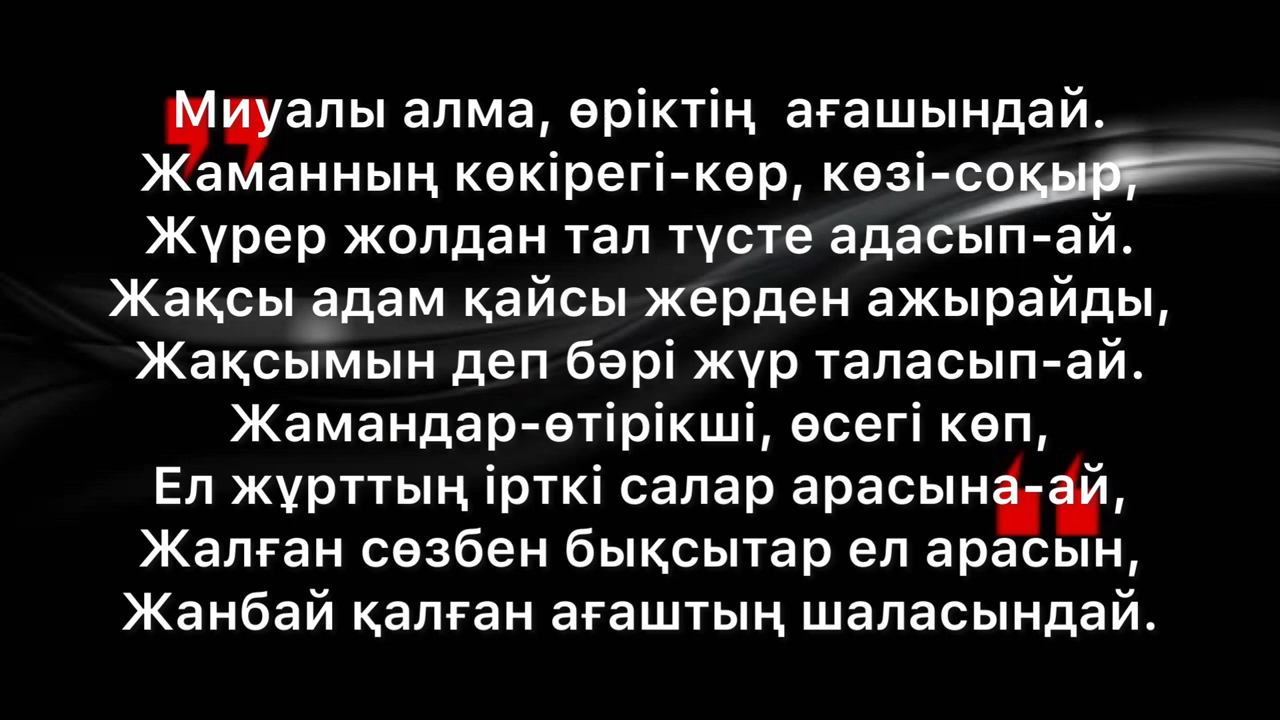 Миуалы алма, өріктің  ағашындай.
Жаманның көкірегі-көр, көзі-соқыр,
Жүрер жолдан тал түсте адасып-ай.
Жақсы адам қайсы жерден ажырайды,
Жақсымын деп бәрі жүр таласып-ай.
Жамандар-өтірікші, өсегі көп,
Ел жұрттың ірткі салар арасына-ай,
Жалған сөзбен бықсытар ел арасын,
Жанбай қалған ағаштың шаласындай.